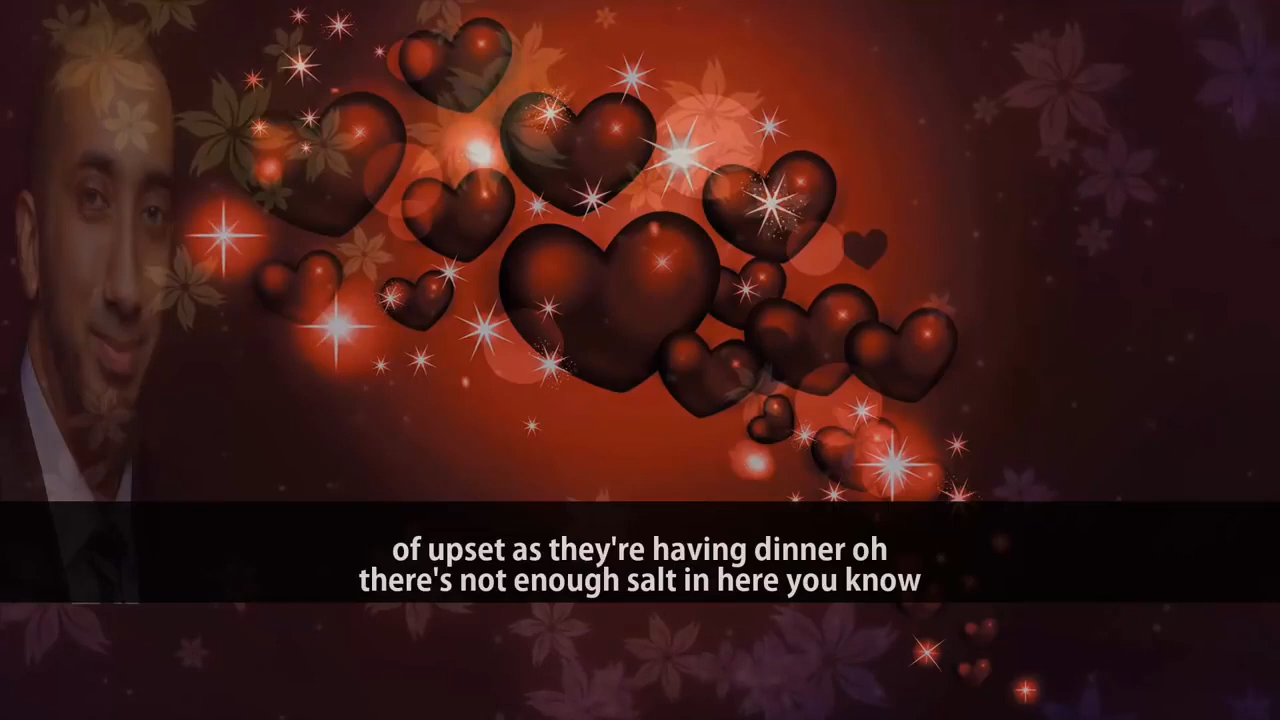 of upset as they're having dinner oh
there's not enough salt in here you know